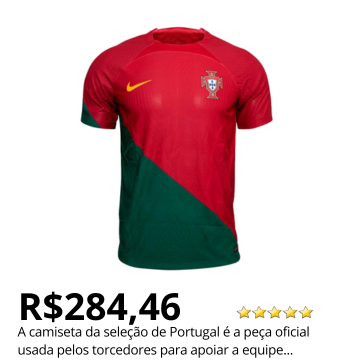 R$284,46
A camiseta da seleção de Portugal é a peça oficial
usada pelos torcedores para apoiar a equipe...